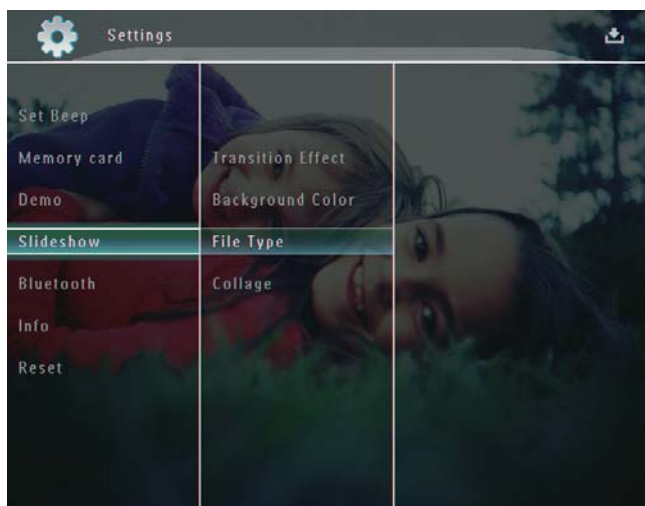 Settings
Set Beep
Memory card
Demo
Slideshow
Bluetooth
Info
Reset
Transition Effect
Background Color
File Type
Collage